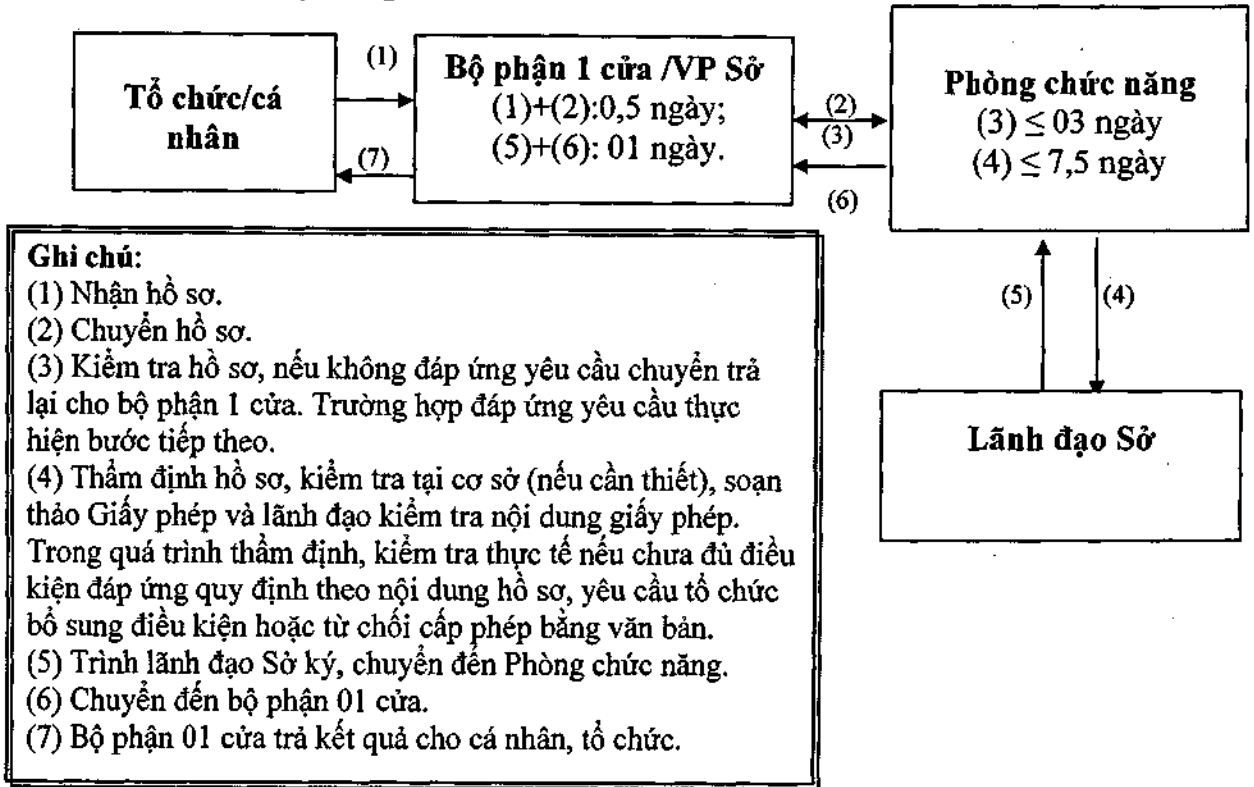 Tổ chức/cá
nhân
(1)
(7)
Bộ phận 1 cửa /VP Sở
(1)+(2):0,5 ngày;
(5)+(6): 01 ngày.
(2)
(3)
(6)
Phòng chức năng
(3) ≤ 03 ngày
(4) ≤ 7,5 ngày
(5)
(4)
Lãnh đạo Sở
Ghi chú:
(1) Nhận hồ sơ.
(2) Chuyển hồ sơ.
(3) Kiểm tra hồ sơ, nếu không đáp ứng yêu cầu chuyển trả
lại cho bộ phận 1 cửa. Trường hợp đáp ứng yêu cầu thực
hiện bước tiếp theo.
(4) Thẩm định hồ sơ, kiểm tra tại cơ sở (nếu cần thiết), soạn
thảo Giấy phép và lãnh đạo kiểm tra nội dung giấy phép.
Trong quá trình thẩm định, kiểm tra thực tế nếu chưa đủ điều
kiện đáp ứng quy định theo nội dung hồ sơ, yêu cầu tổ chức
bổ sung điều kiện hoặc từ chối cấp phép bằng văn bản.
(5) Trình lãnh đạo Sở ký, chuyển đến Phòng chức năng.
(6) Chuyển đến bộ phận 01 cửa.
(7) Bộ phận 01 cửa trả kết quả cho cá nhân, tổ chức.